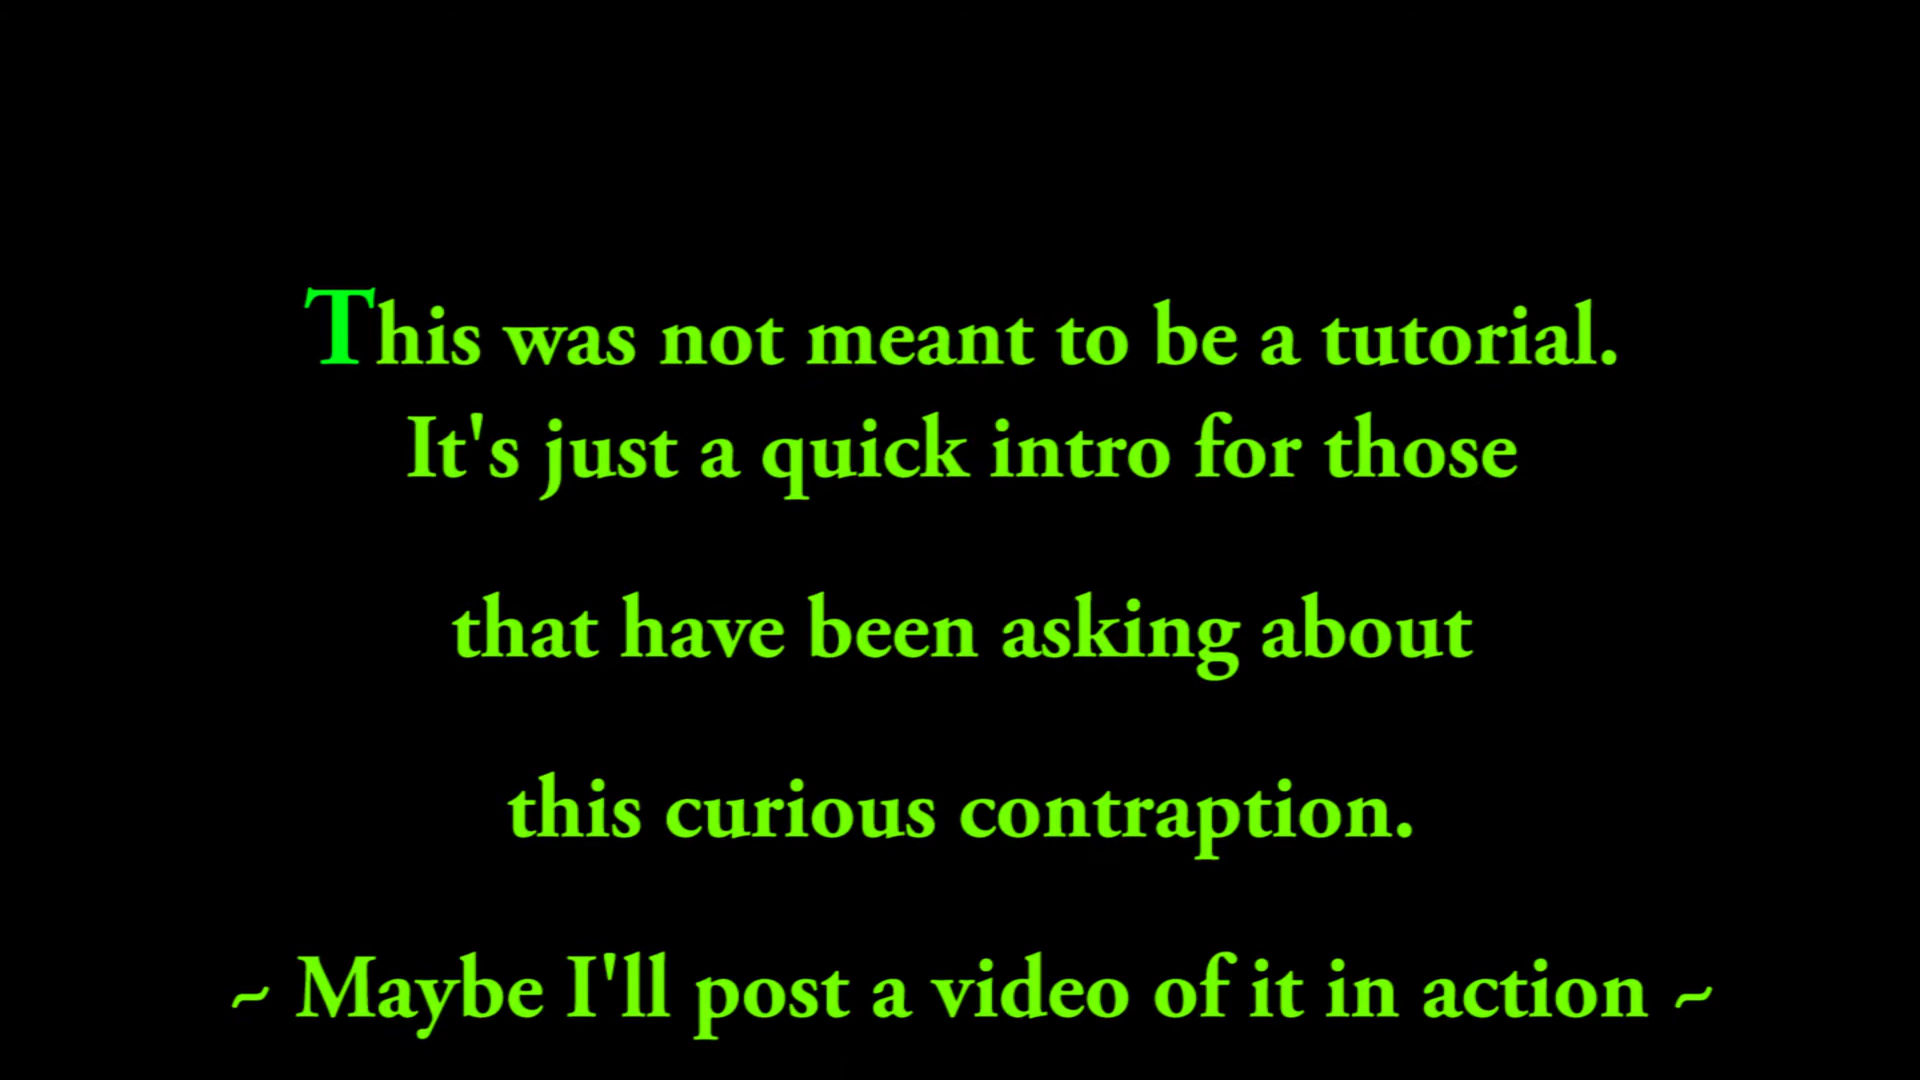 This was not meant to be a tutorial.
It's just a quick intro for those
that have been asking about
this curious contraption.
~ Maybe I'll post a video of it in action ~